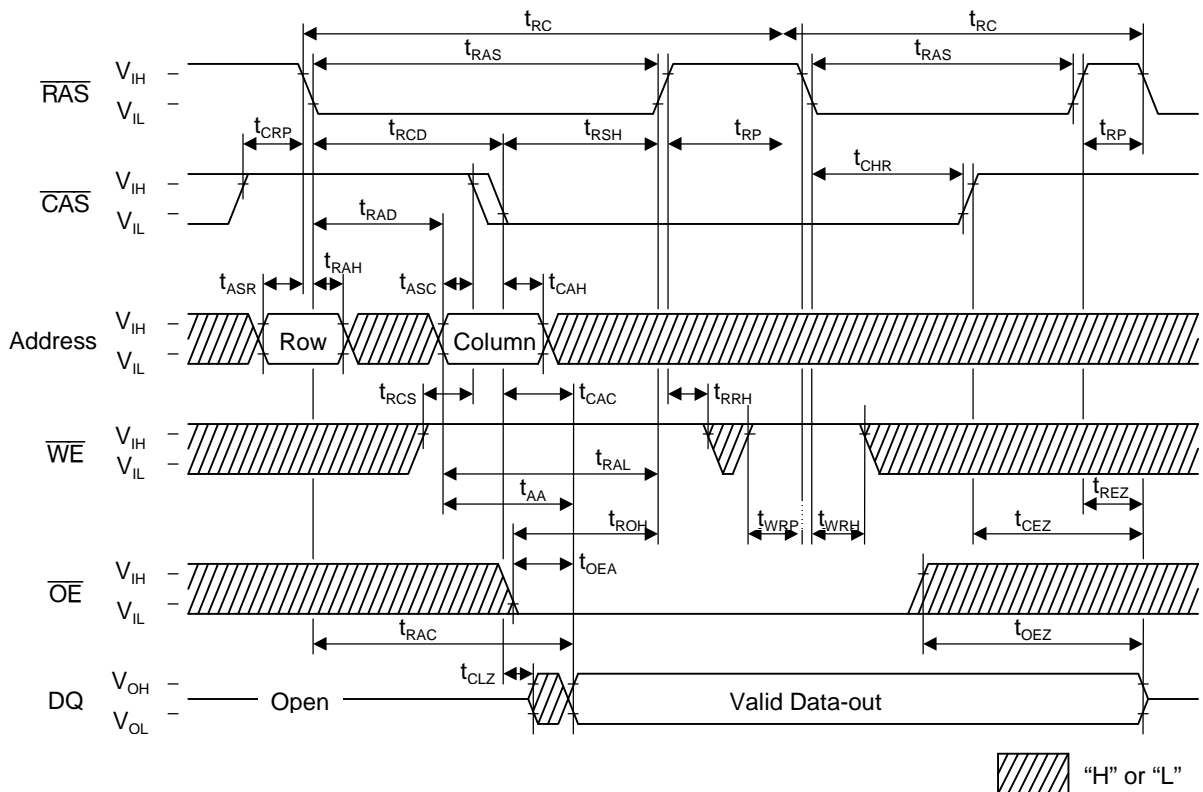 tRC tRC
tRAS tRAS
RAS VIH
VIL
tCRP tRCD tRSH tRP tRP
tCHR
CAS VIH
VIL
tRAD
tRAH
tASR tASC tCAH
Address VIH
VIL
Row Column
tRCS tCAC tRRH
WE VIH
VIL
tRAL
tAA tREZ
tROH tWRP tWRH tCEZ
tOEA
OE VIH
VIL
tRAC tOEZ
tCLZ
DQ VOH
VOL
Open Valid Data-out
“H” or “L”